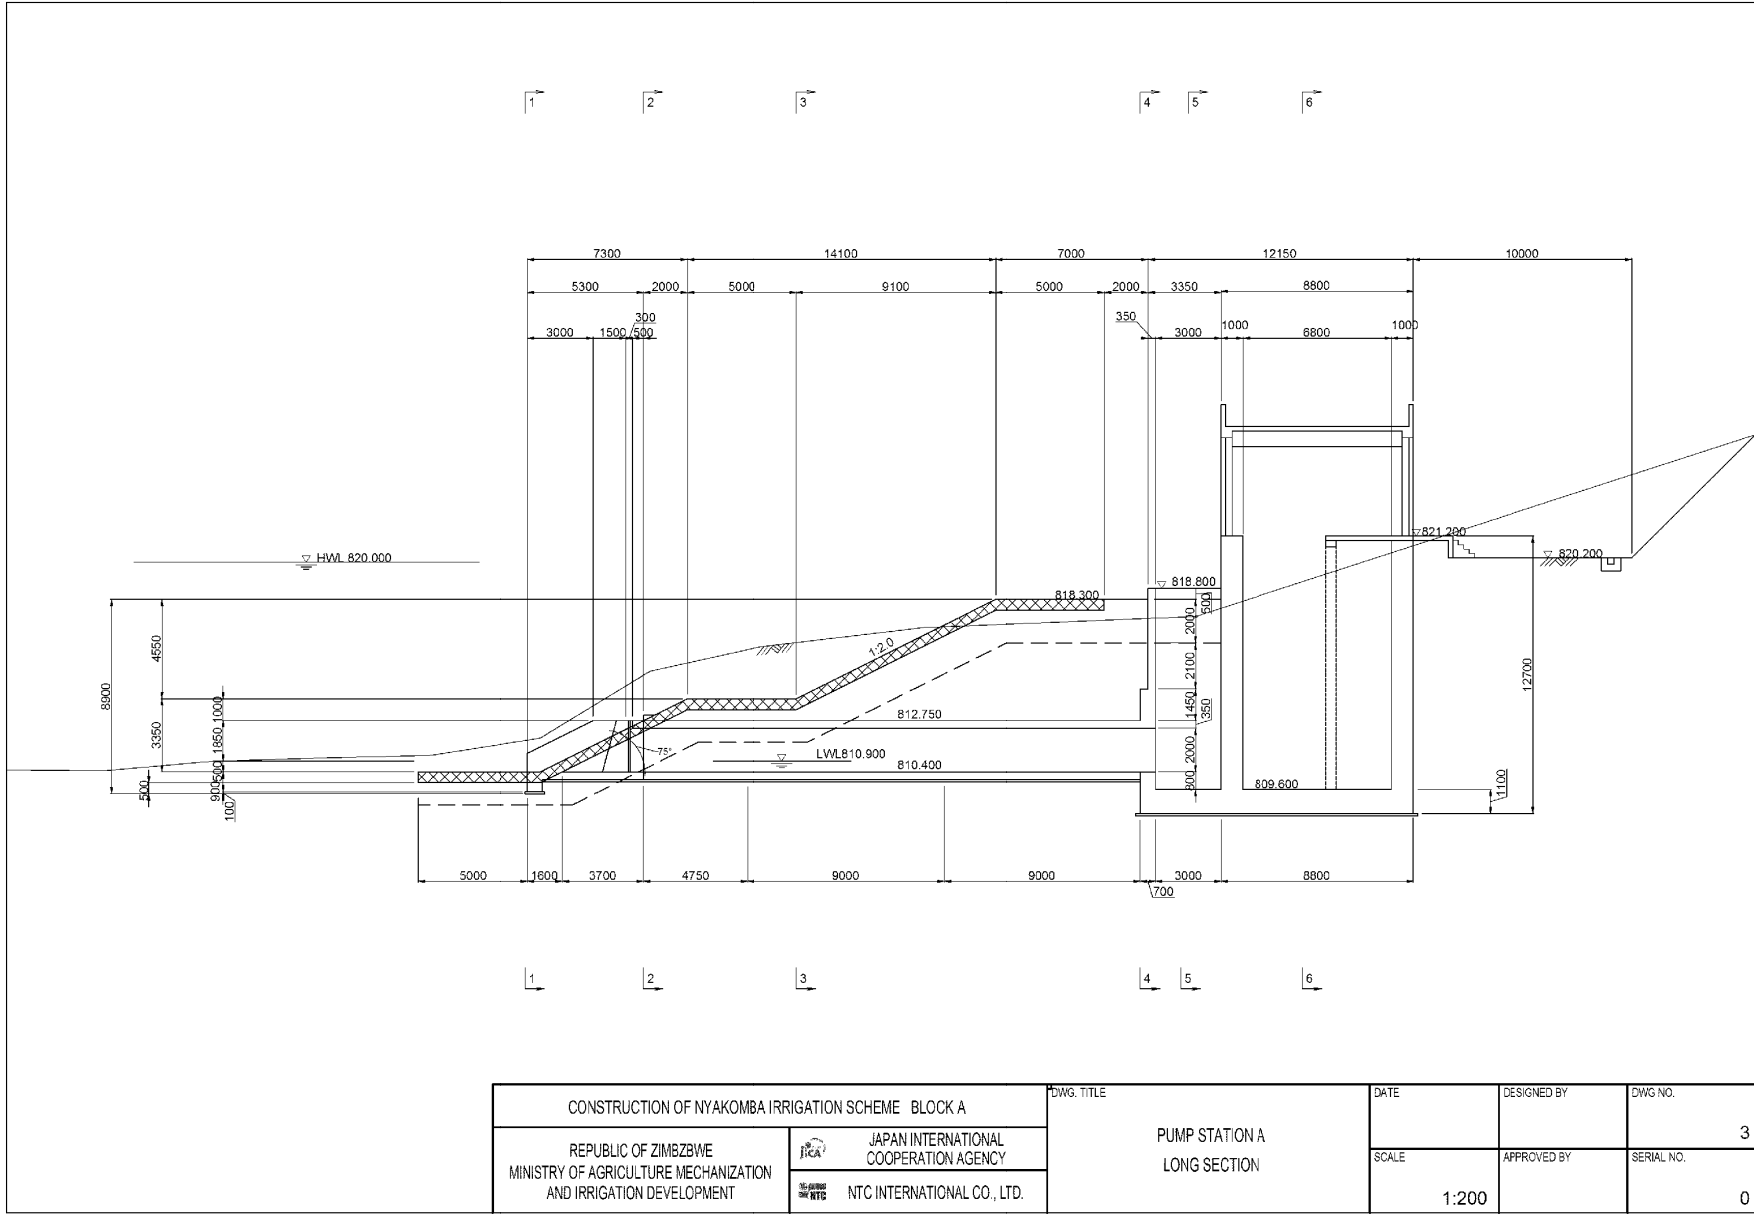 1 2 3 4 5 6
7300 14100 7000 12150 10000
5300 2000 5000 9100 5000 2000 3350 8800
300 350
3000 1500 500 3000 1000 6800 1000
HWL 820.000
821.200
820.200
818.800
818.300
500
2000
4550
1:2.0
2100
12700
8900
1000
3350
1850
1450
350
812.750
75°
LWL810.900
2000
810.400
500
500
900
100
800
809.600
1100
5000 1600 3700 4750 9000 9000 3000 8800
700
1 2 3 4 5 6
CONSTRUCTION OF NYAKOMBA IRRIGATION SCHEME BLOCK A
REPUBLIC OF ZIMBZBWE
MINISTRY OF AGRICULTURE MECHANIZATION
AND IRRIGATION DEVELOPMENT
jICA
JAPAN INTERNATIONAL
COOPERATION AGENCY
NTC
NTC INTERNATIONAL CO., LTD.
DWG. TITLE
PUMP STATION A
LONG SECTION
DATE
DESIGNED BY
DWG NO.
3
SCALE
1:200
APPROVED BY
SERIAL NO.
0